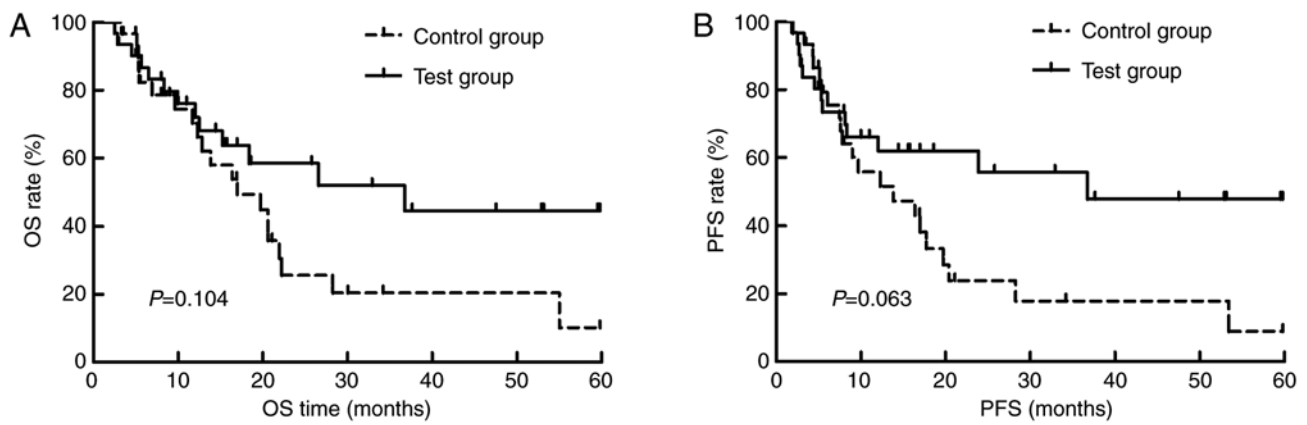 A
Control group
Test group
OS rate (%)
100
80
60
40
20
0
P=0.104
0 10 20 30 40 50 60
OS time (months)
B
Control group
Test group
PFS rate (%)
100
80
60
40
20
0
P=0.063
0 10 20 30 40 50 60
PFS (months)